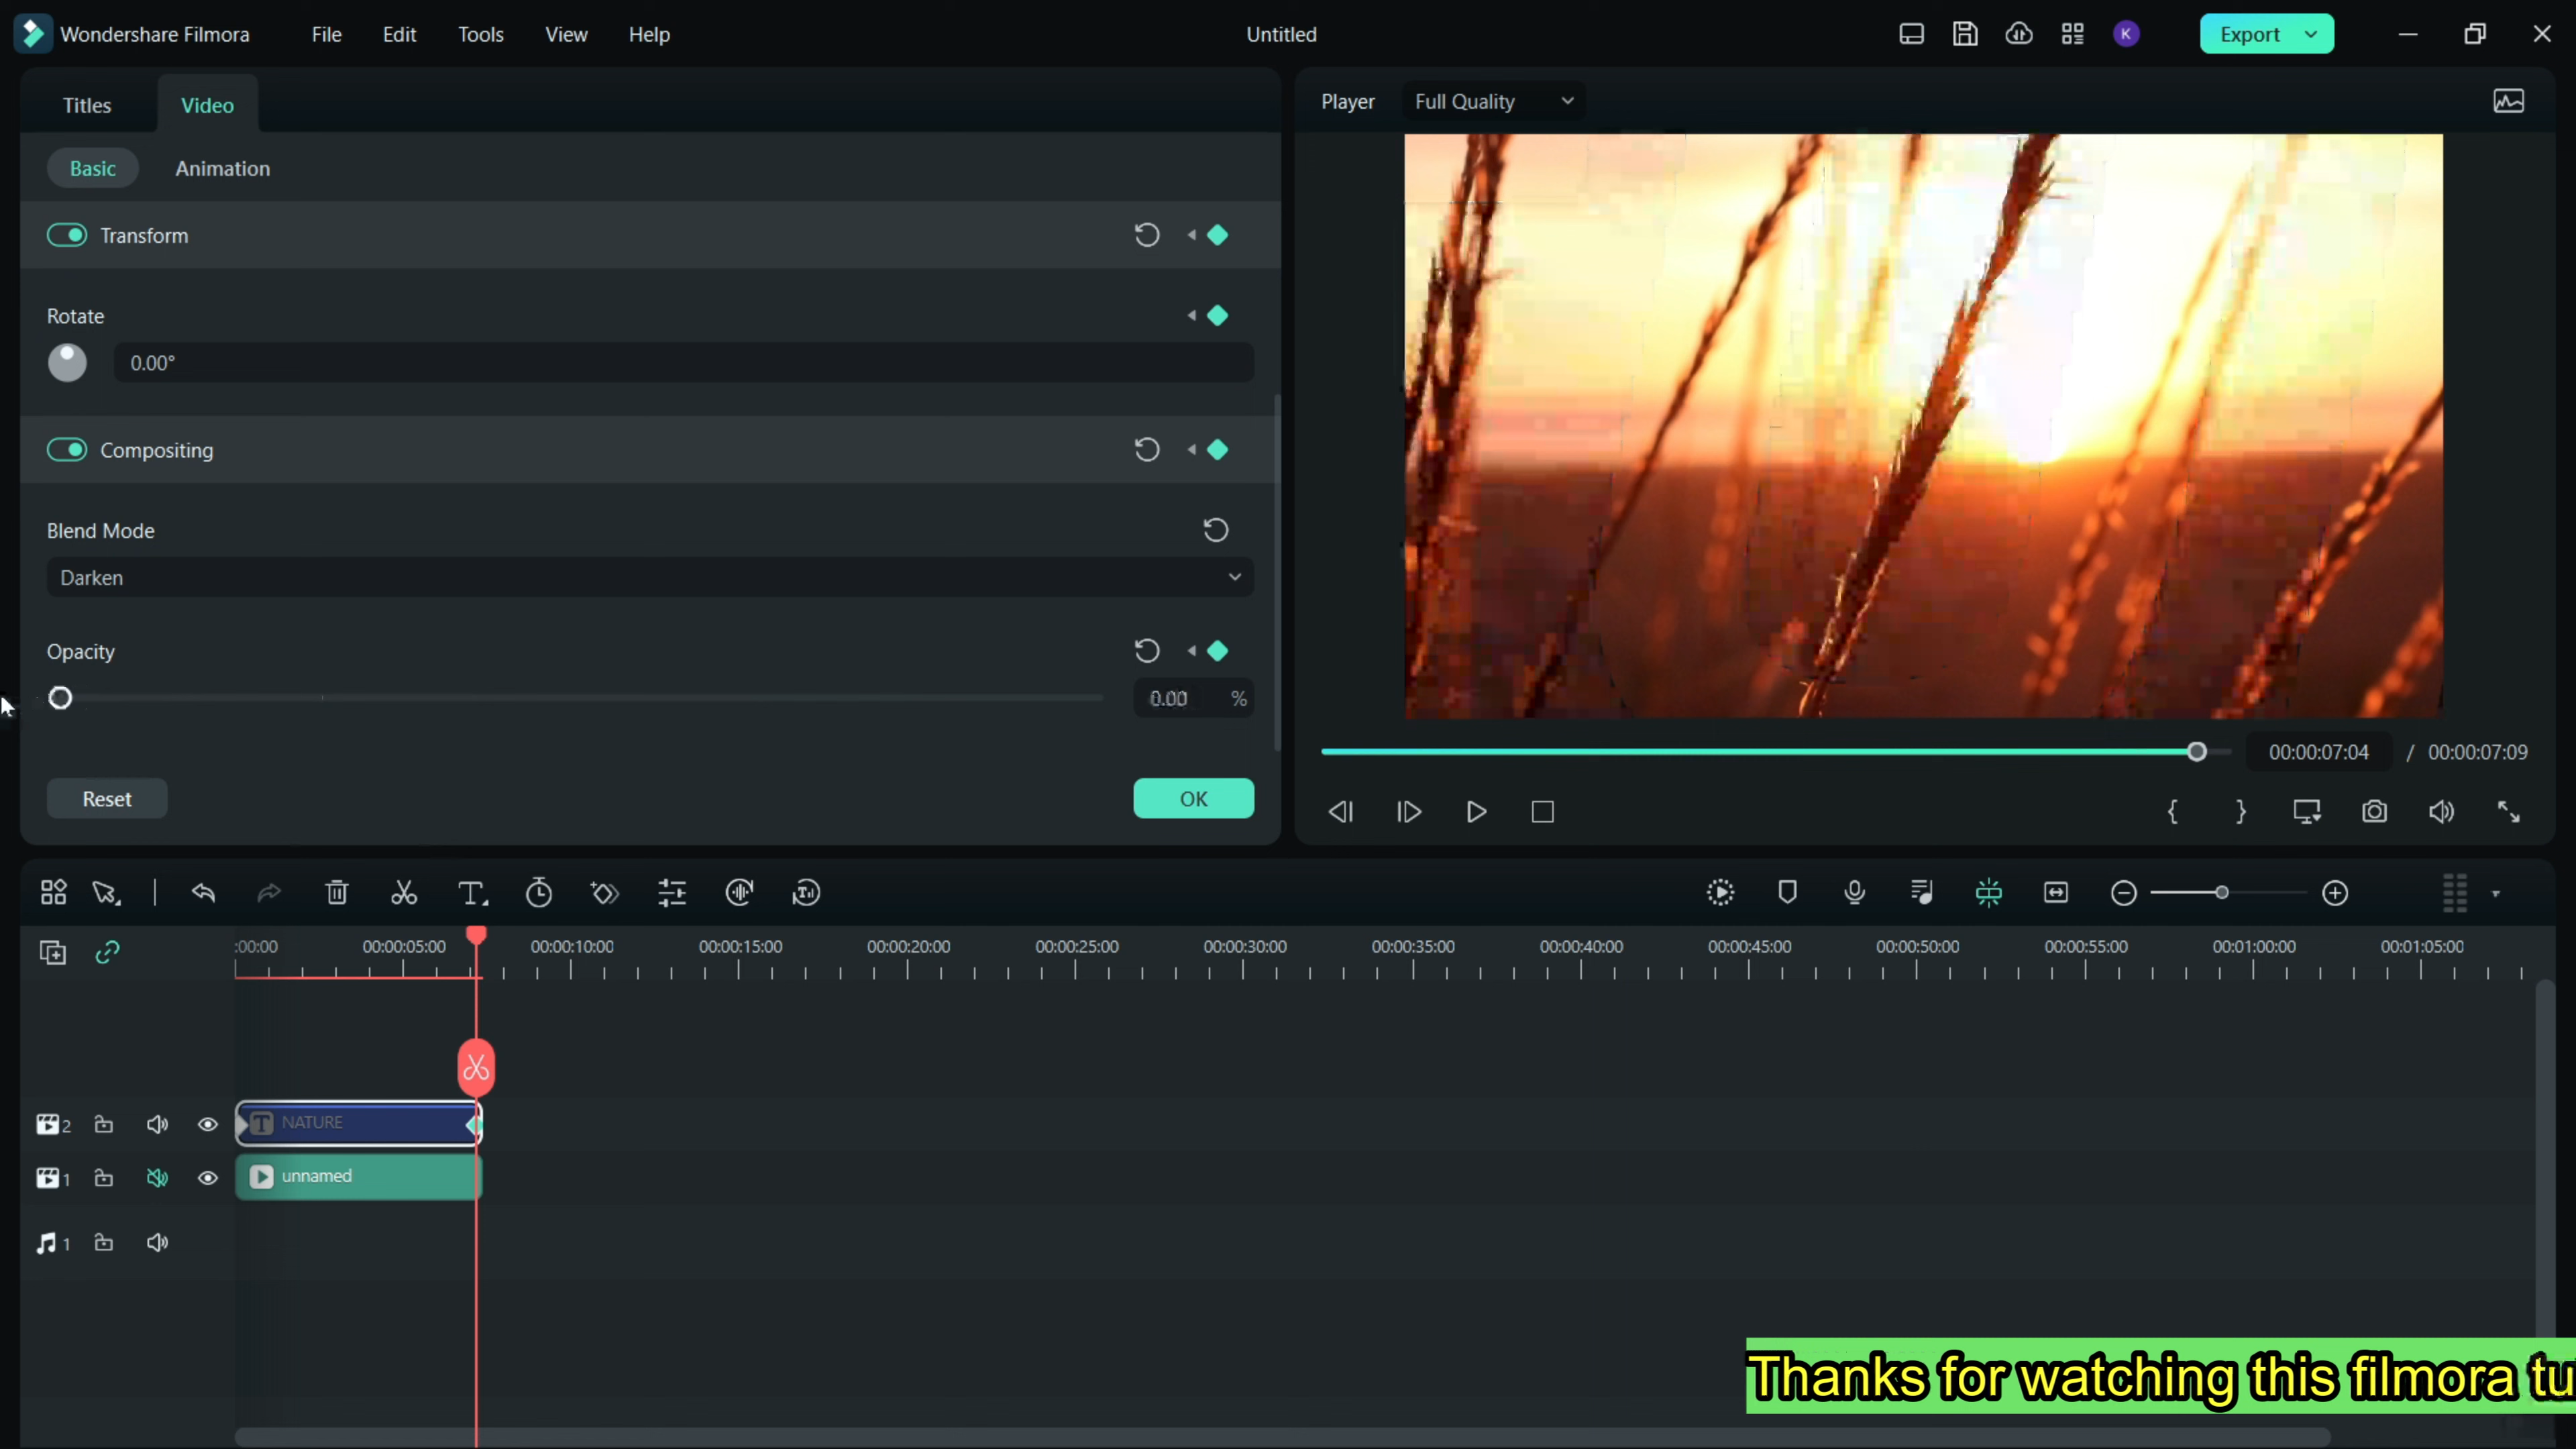 Wondershare Filmora
File
Edit
Tools
View
Help
Untitled
K
Export
Titles
Video
Player
Full Quality
Basic
Animation
Transform
Rotate
0.00°
Compositing
Blend Mode
Darken
Opacity
0.00 %
Reset
OK
00:00:07:04 / 00:00:07:09
:00:00
00:00:05:00
00:00:10:00
00:00:15:00
00:00:20:00
00:00:25:00
00:00:30:00
00:00:35:00
00:00:40:00
00:00:45:00
00:00:50:00
00:00:55:00
00:01:00:00
00:01:05:00
2
T NATURE
1
unnamed
1
Thanks for watching this filmora tu